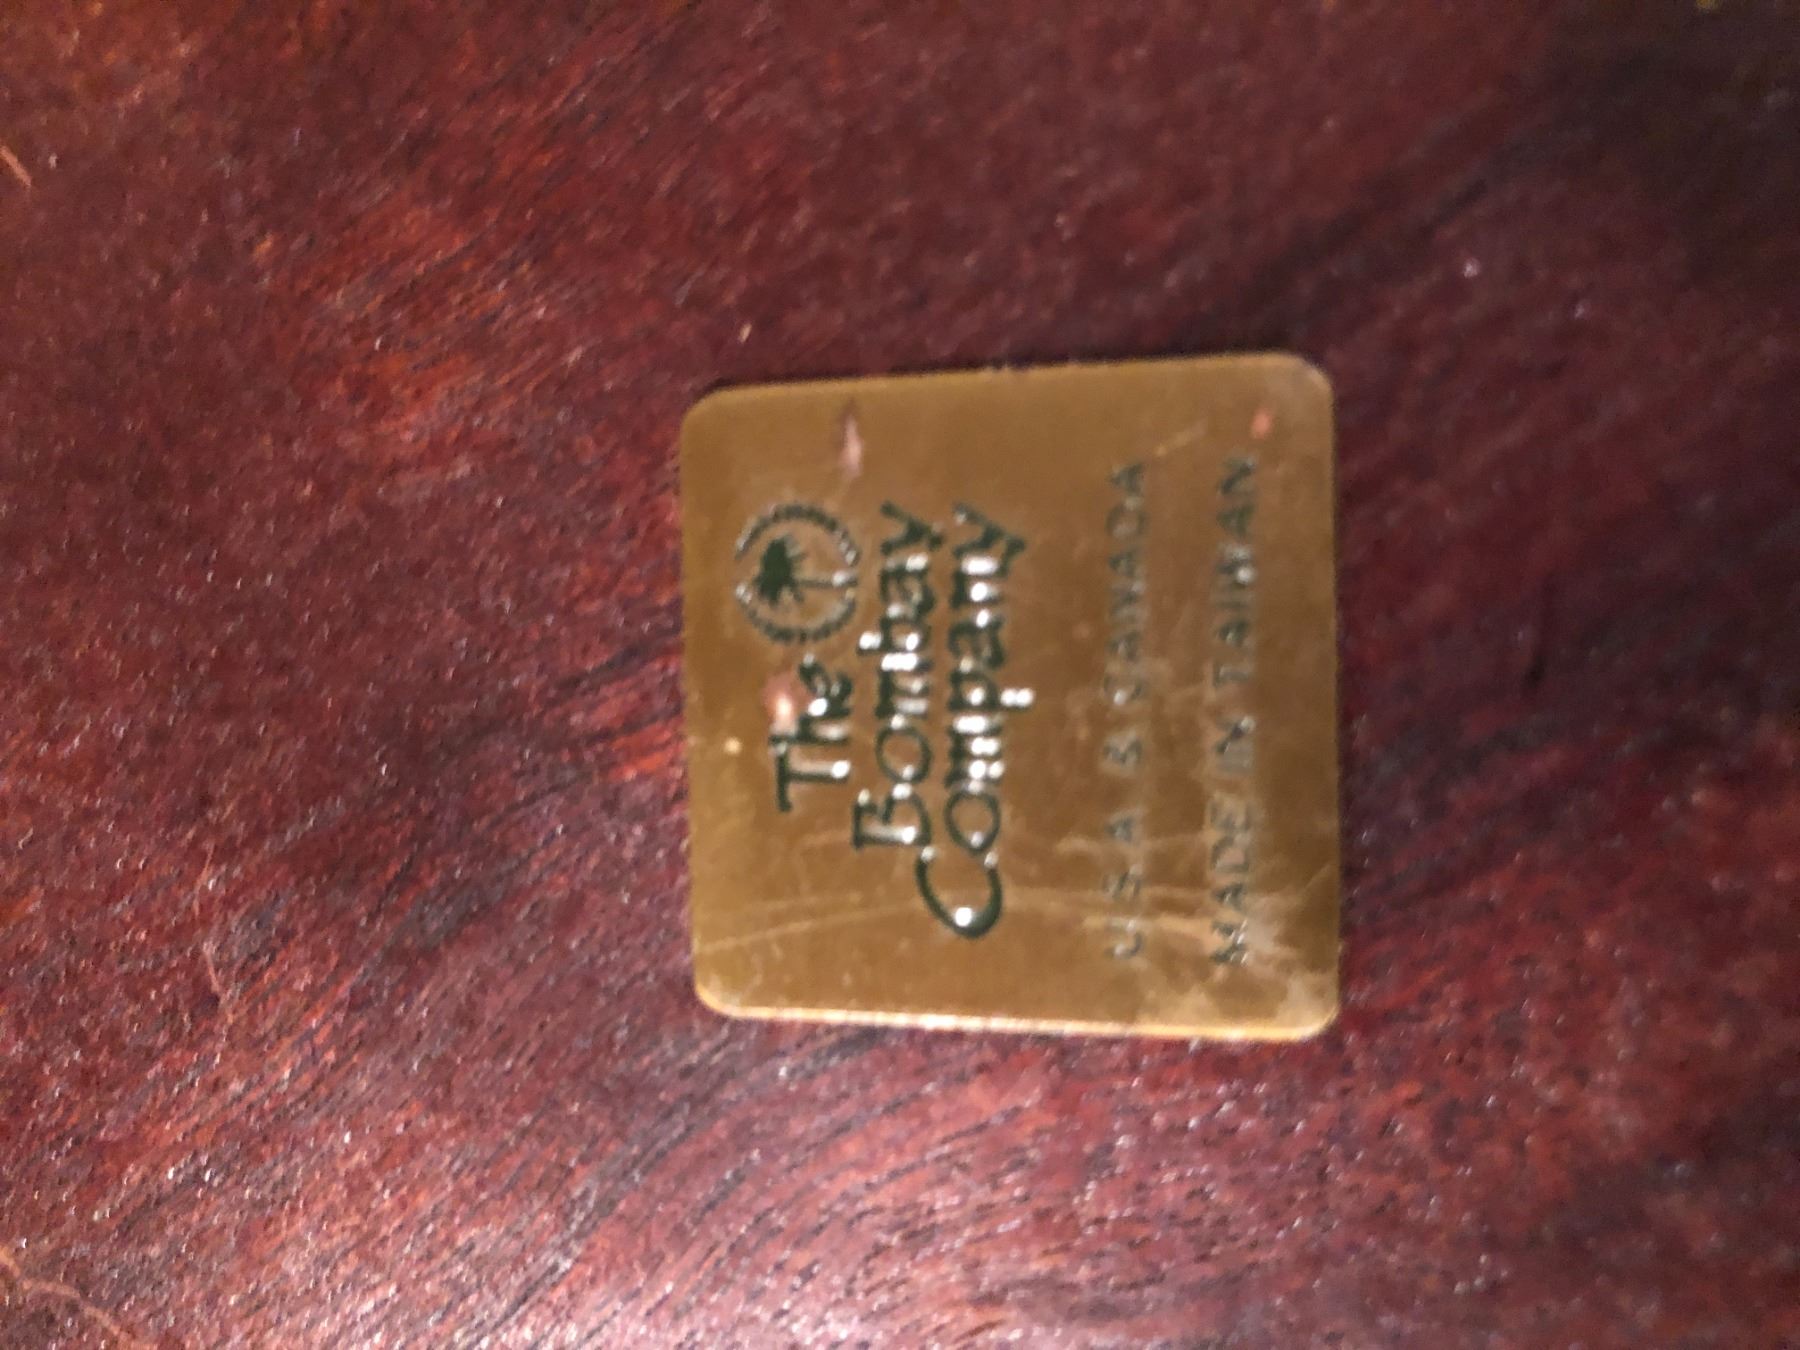 The
Bombay
Company
U.S.A & CANADA
MADE IN TAIWAN